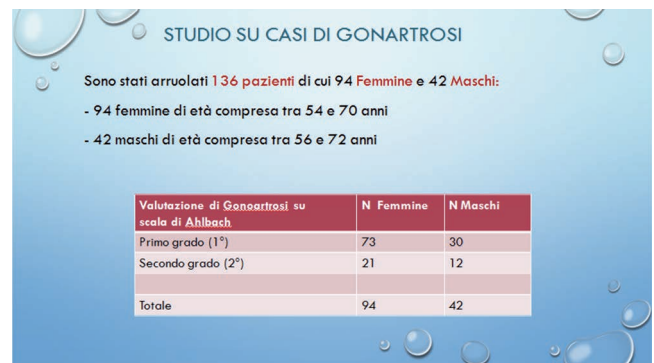 STUDIO SU CASI DI GONARTROSI
Sono stati arruolati 136 pazienti di cui 94 Femmine e 42 Maschi:
- 94 femmine di età compresa tra 54 e 70 anni
- 42 maschi di età compresa tra 56 e 72 anni
Valutazione di Gonoartrosi su scala di Ahlbach N Femmine N Maschi
Primo grado (1°) 73 30
Secondo grado (2°) 21 12
Totale 94 42